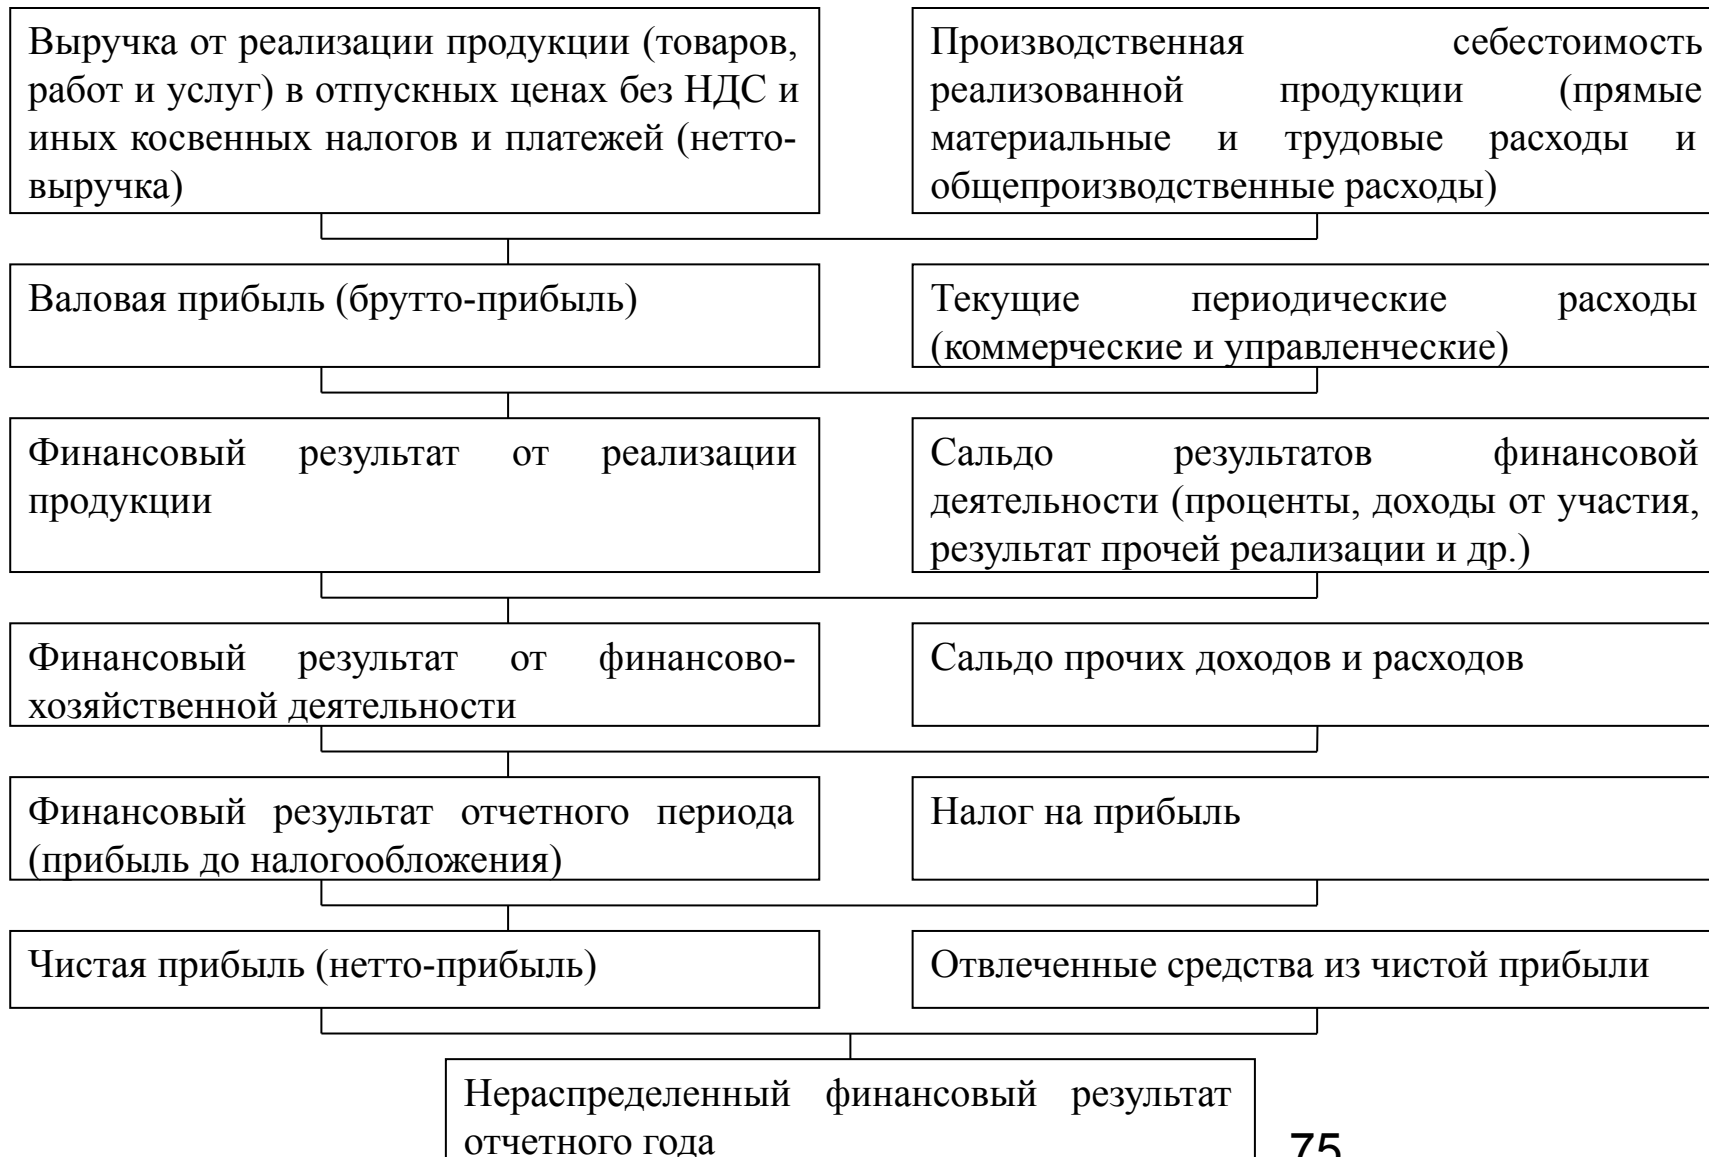 Выручка от реализации продукции (товаров,
работ и услуг) в отпускных ценах без НДС и
иных косвенных налогов и платежей (нетто-
выручка)
Производственная себестоимость
реализованной продукции (прямые
материальные и трудовые расходы и
общепроизводственные расходы)
Валовая прибыль (брутто-прибыль)
Текущие периодические расходы
(коммерческие и управленческие)
Финансовый результат от реализации
продукции
Сальдо результатов финансовой
деятельности (проценты, доходы от участия,
результат прочей реализации и др.)
Финансовый результат от финансово-
хозяйственной деятельности
Сальдо прочих доходов и расходов
Финансовый результат отчетного периода
(прибыль до налогообложения)
Налог на прибыль
Чистая прибыль (нетто-прибыль)
Отвлеченные средства из чистой прибыли
Нераспределенный финансовый результат
отчетного года
75